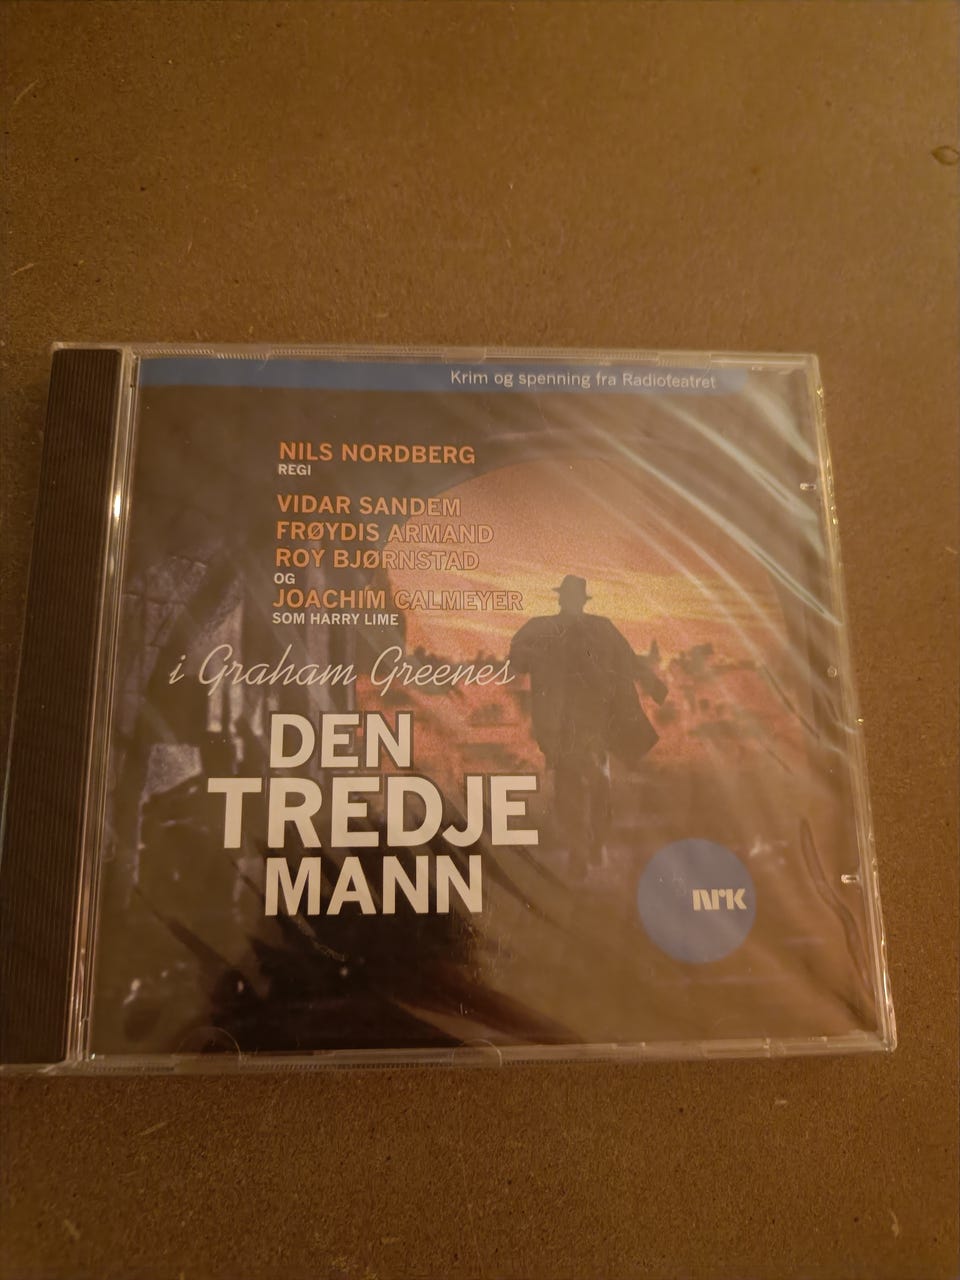 Krim og spenning fra Radioteatret
NILS NORDBERG
REGI
VIDAR SANDEM
FRØYDIS ARMAND
ROY BJØRNSTAD
OG
JOACHIM CALMEYER
SOM HARRY LIME
i Graham Greenes
DEN
TREDJE
MANN
NRK